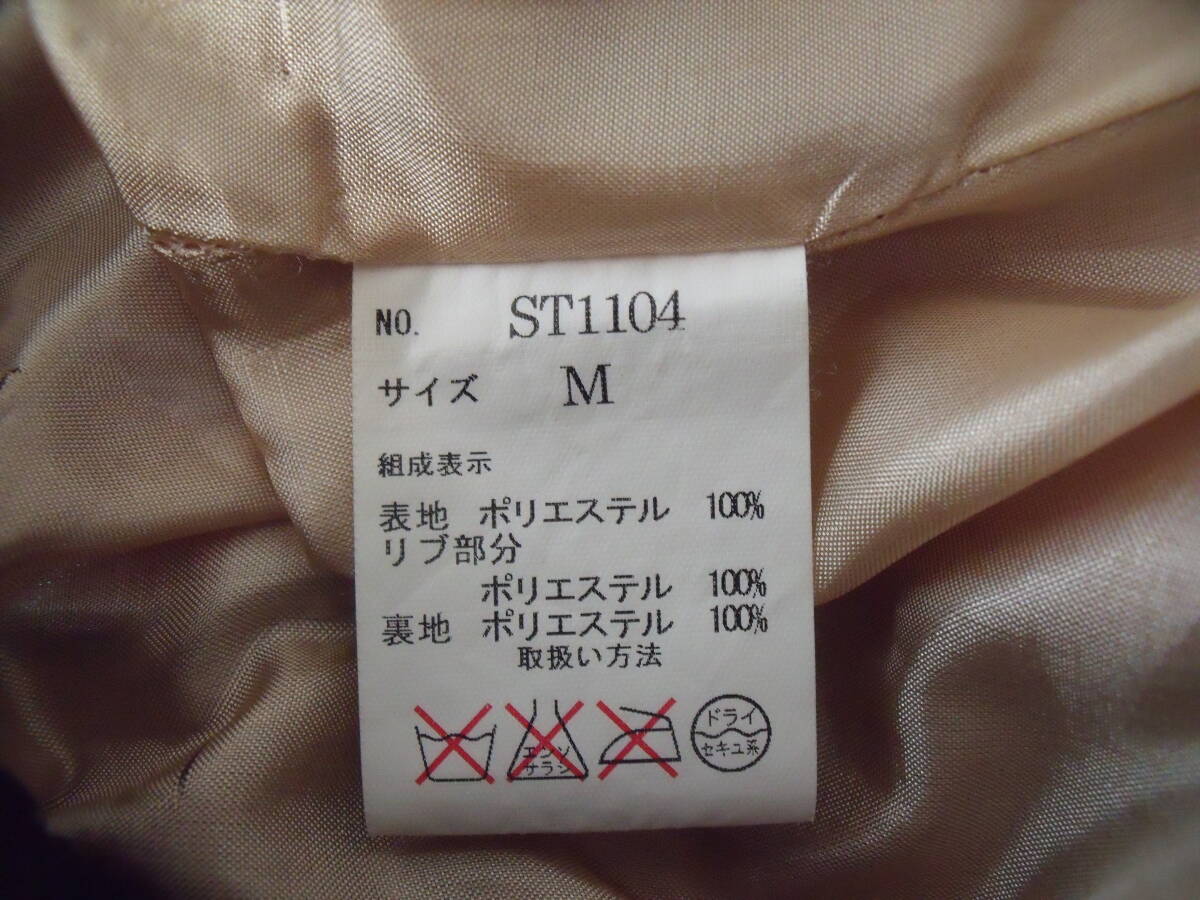 NO. ST1104
サイズ M
組成表示
表地 ポリエステル 100%
リブ部分
ポリエステル 100%
裏地 ポリエステル 100%
取扱い方法
エンソ
サラシ
ドライ
セキユ系